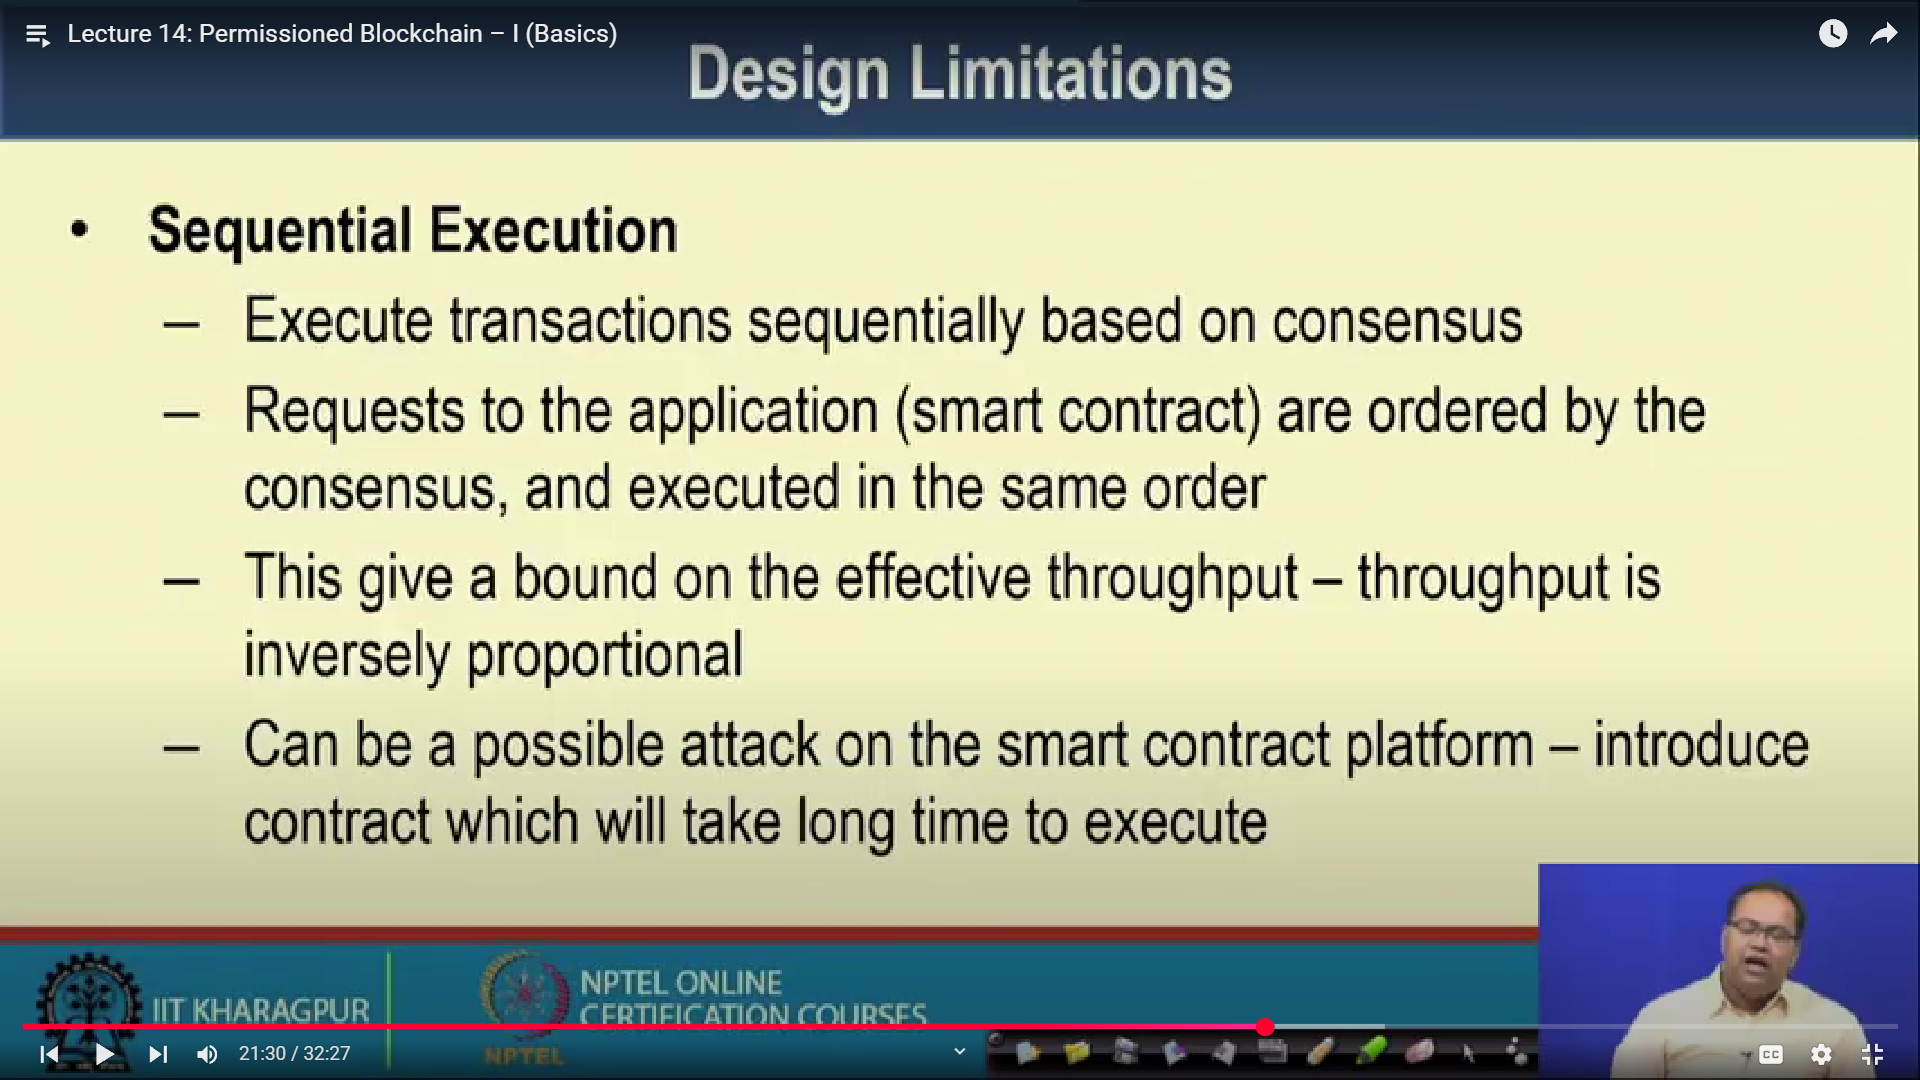 Lecture 14: Permissioned Blockchain – I (Basics)
Design Limitations
• Sequential Execution
– Execute transactions sequentially based on consensus
– Requests to the application (smart contract) are ordered by the
consensus, and executed in the same order
– This give a bound on the effective throughput – throughput is
inversely proportional
– Can be a possible attack on the smart contract platform – introduce
contract which will take long time to execute
IIT KHARAGPUR
NPTEL ONLINE
CERTIFICATION COURSES
NPTEL
21:30 / 32:27
CC